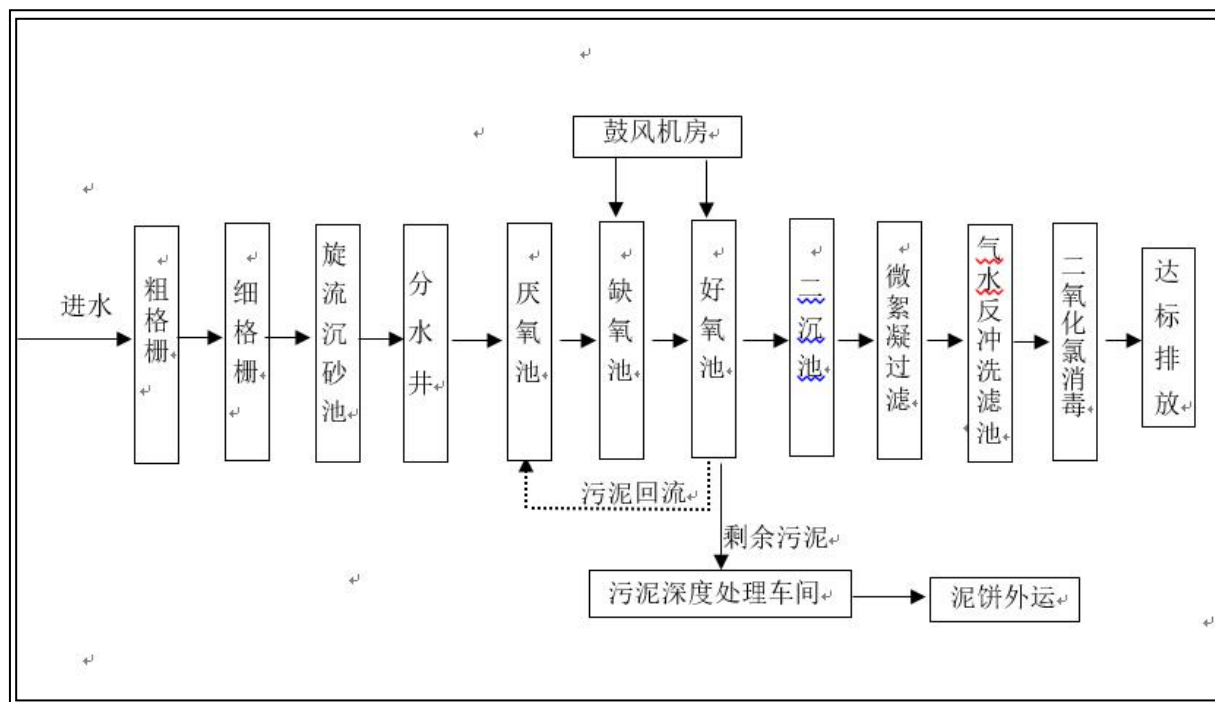 鼓风机房
进水
粗格栅
细格栅
旋流沉砂池
分水井
厌氧池
缺氧池
好氧池
二沉池
微絮凝过滤
气水反冲洗滤池
二氧化氯消毒
达标排放
污泥回流
剩余污泥
污泥深度处理车间
泥饼外运